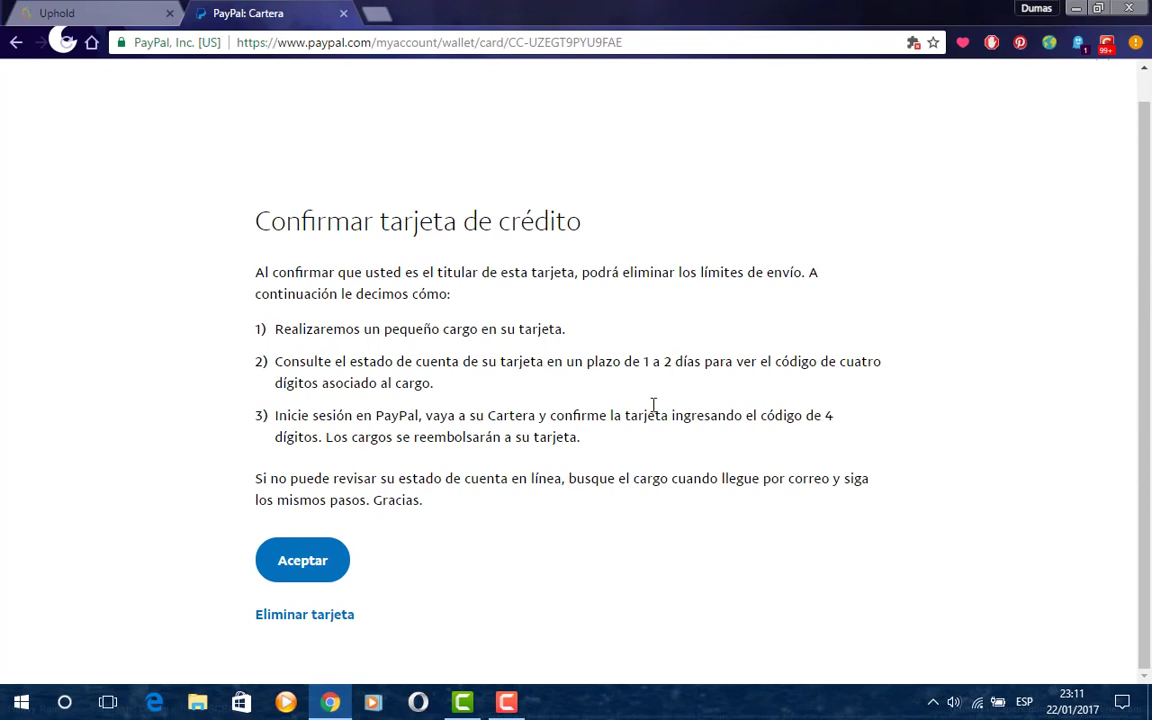 Uphold
PayPal: Cartera
Dumas
PayPal, Inc. [US]
https://www.paypal.com/myaccount/wallet/card/CC-UZEGT9PYU9FAE
1
99+
Confirmar tarjeta de crédito
Al confirmar que usted es el titular de esta tarjeta, podrá eliminar los límites de envío. A
continuación le decimos cómo:
1) Realizaremos un pequeño cargo en su tarjeta.
2) Consulte el estado de cuenta de su tarjeta en un plazo de 1 a 2 días para ver el código de cuatro
dígitos asociado al cargo.
3) Inicie sesión en PayPal, vaya a su Cartera y confirme la tarjeta ingresando el código de 4
dígitos. Los cargos se reembolsarán a su tarjeta.
Si no puede revisar su estado de cuenta en línea, busque el cargo cuando llegue por correo y siga
los mismos pasos. Gracias.
Aceptar
Eliminar tarjeta
ESP
23:11
22/01/2017